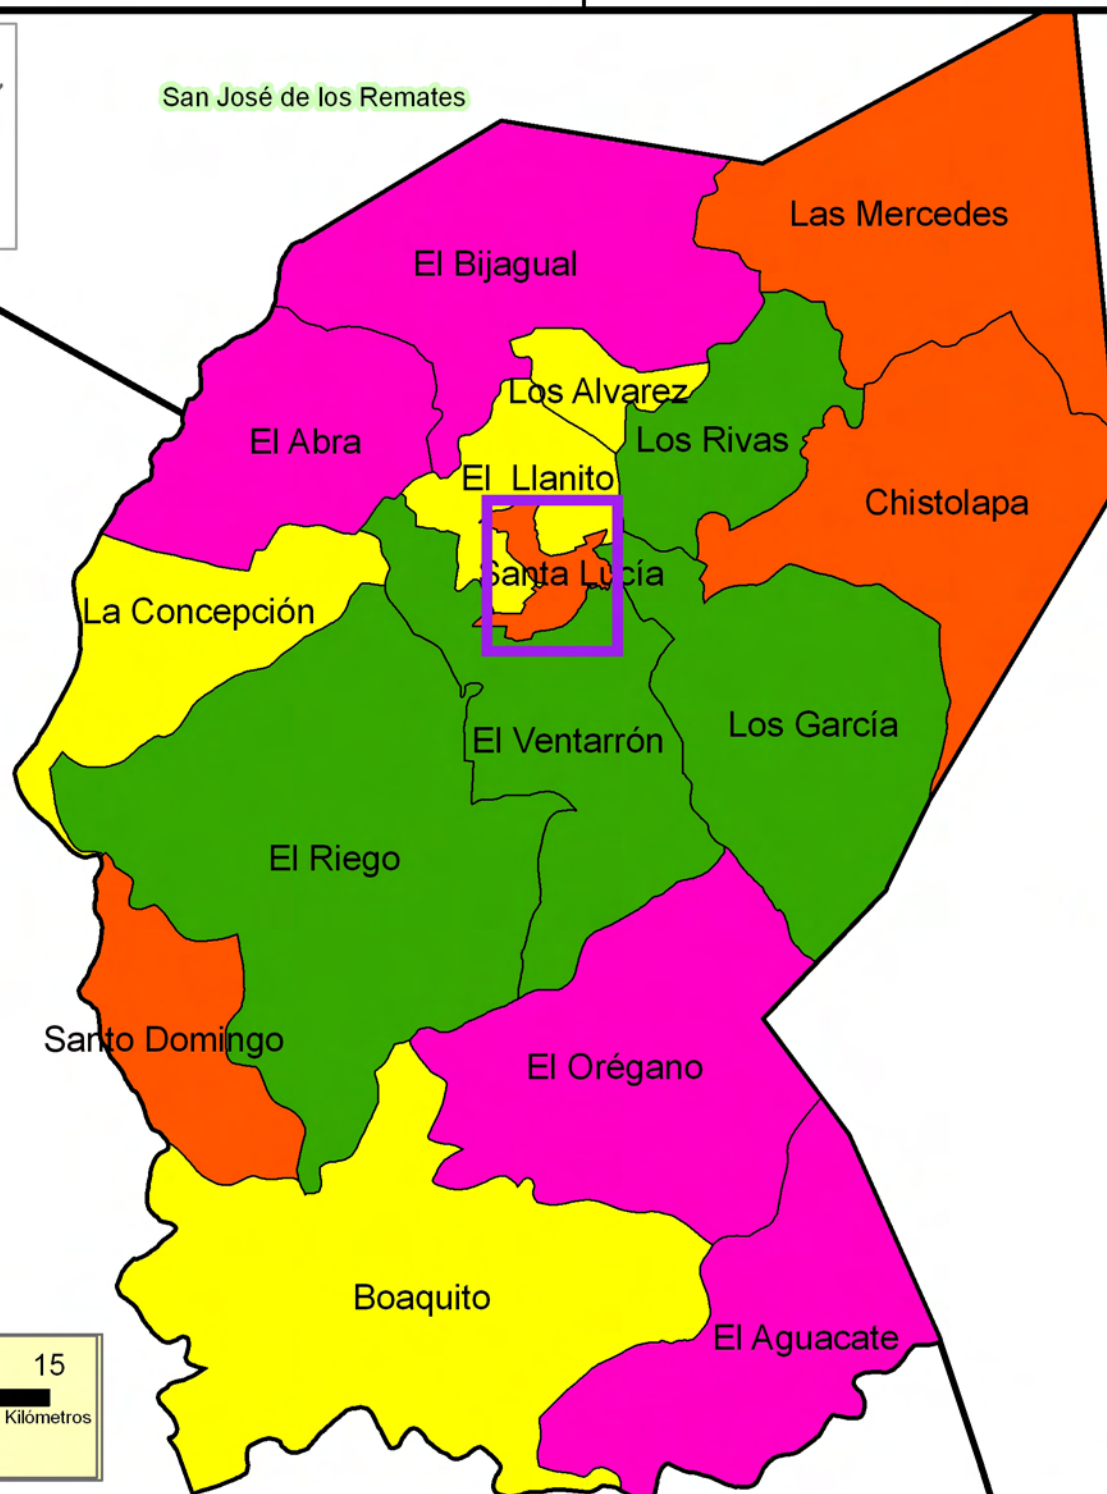 San José de los Remates
Las Mercedes
El Bijagual
Los Alvarez
El Abra
Los Rivas
El Llanito
Chistolapa
Santa Lucía
La Concepción
Los García
El Ventarrón
El Riego
Santo Domingo
El Orégano
Boaquito
El Aguacate
15
Kilómetros